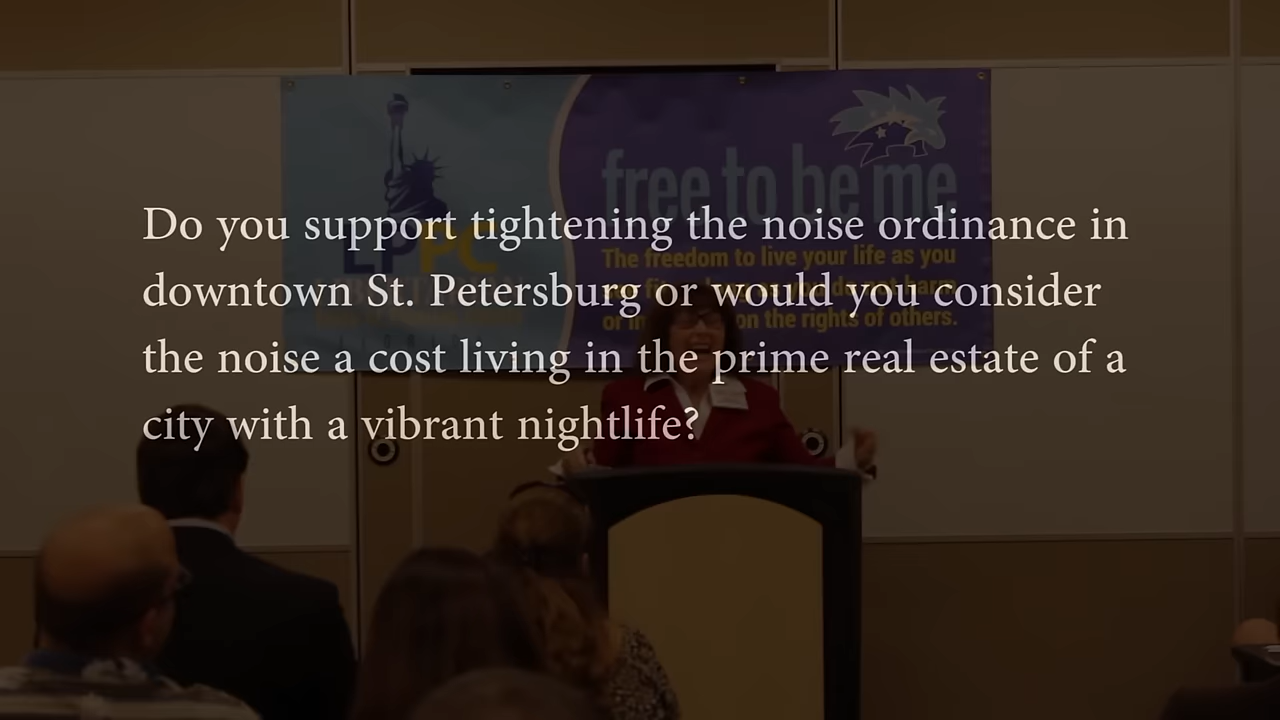 Do you support tightening the noise ordinance in
downtown St. Petersburg or would you consider
the noise a cost living in the prime real estate of a
city with a vibrant nightlife?
free to be me
LPPC
The freedom to live your life as you
or on the rights of others.